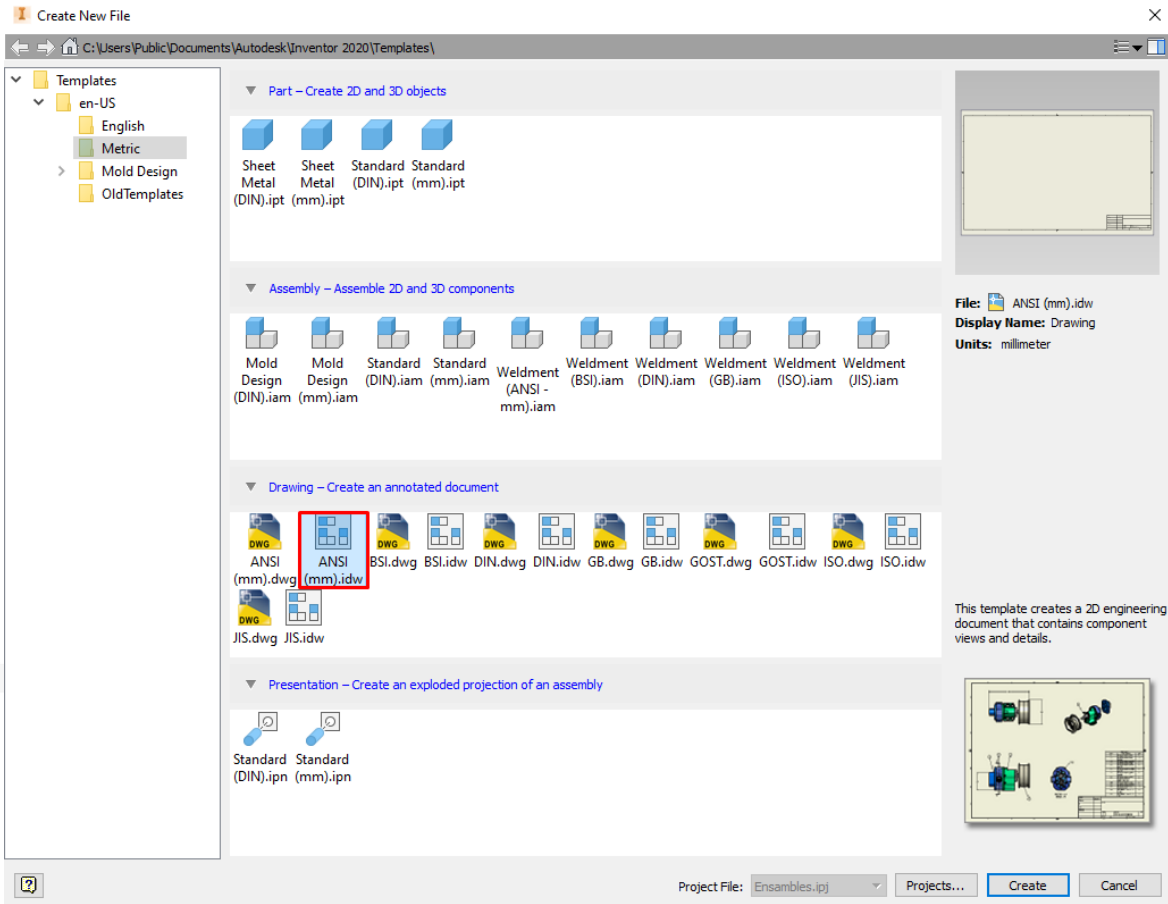 Create New File
C:\Users\Public\Documents\Autodesk\Inventor 2020\Templates\
Templates
en-US
English
Metric
Mold Design
OldTemplates
Part – Create 2D and 3D objects
Sheet Metal (DIN).ipt
Sheet Metal (mm).ipt
Standard (DIN).ipt
Standard (mm).ipt
Assembly – Assemble 2D and 3D components
Mold Design (DIN).iam
Mold Design (mm).iam
Standard (DIN).iam
Standard (mm).iam
Weldment (ANSI - mm).iam
Weldment (BSI).iam
Weldment (DIN).iam
Weldment (GB).iam
Weldment (ISO).iam
Weldment (JIS).iam
Drawing – Create an annotated document
DWG
ANSI (mm).dwg
ANSI (mm).idw
DWG
BSI.dwg
BSI.idw
DWG
DIN.dwg
DIN.idw
DWG
GB.dwg
GB.idw
DWG
GOST.dwg
GOST.idw
DWG
ISO.dwg
ISO.idw
DWG
JIS.dwg
JIS.idw
Presentation – Create an exploded projection of an assembly
Standard (DIN).ipn
Standard (mm).ipn
File: ANSI (mm).idw
Display Name: Drawing
Units: millimeter
This template creates a 2D engineering
document that contains component
views and details.
Project File: Ensambles.ipj
Projects...
Create
Cancel